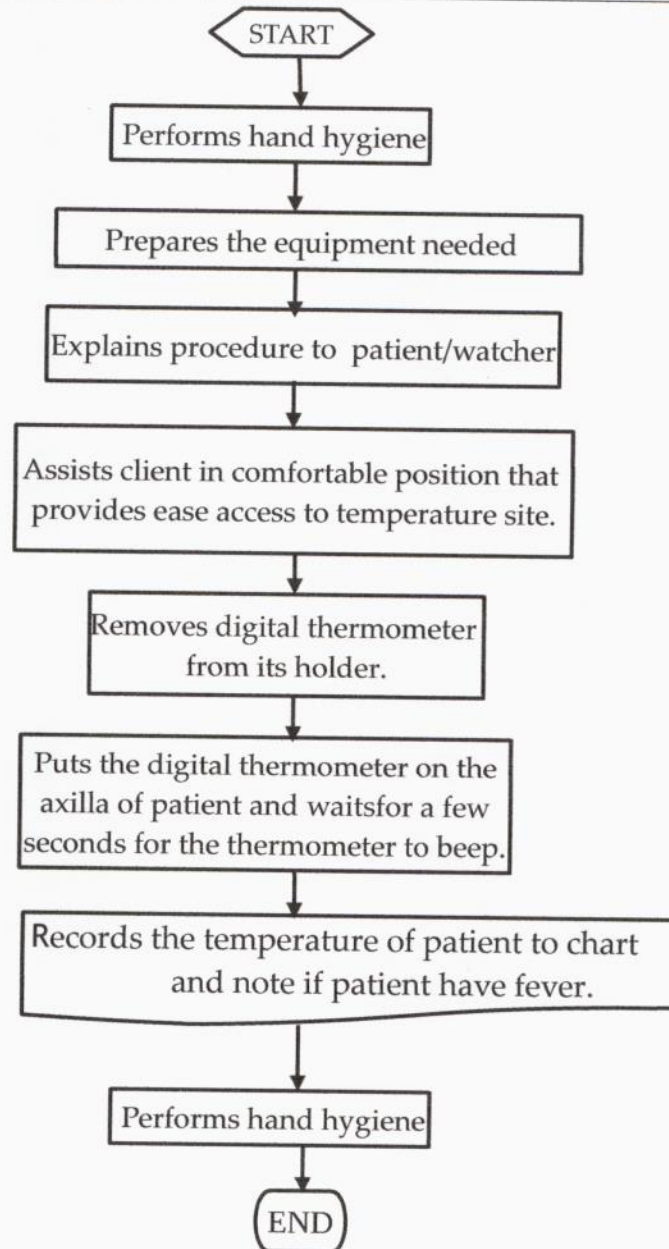 START
Performs hand hygiene
Prepares the equipment needed
Explains procedure to patient/watcher
Assists client in comfortable position that
provides ease access to temperature site.
Removes digital thermometer
from its holder.
Puts the digital thermometer on the
axilla of patient and waitsfor a few
seconds for the thermometer to beep.
Records the temperature of patient to chart
and note if patient have fever.
Performs hand hygiene
END